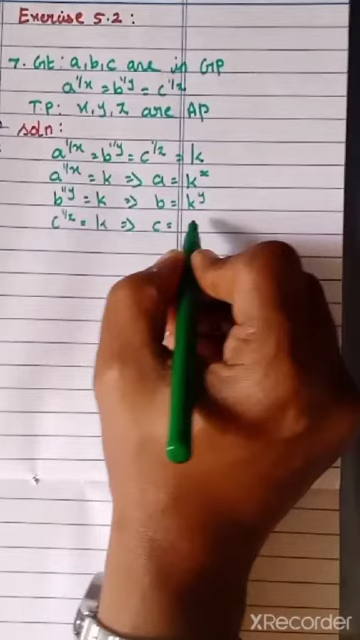 Exercise 5.2:
7. Gt: a, b, c are in GP
a^1/x = b^1/y = c^1/z
T.P: x, y, z are AP
soln:
a^1/x = b^1/y = c^1/z = k
a^1/x = k => a = k^x
b^1/y = k => b = k^y
c^1/z = k => c =
XRecorder